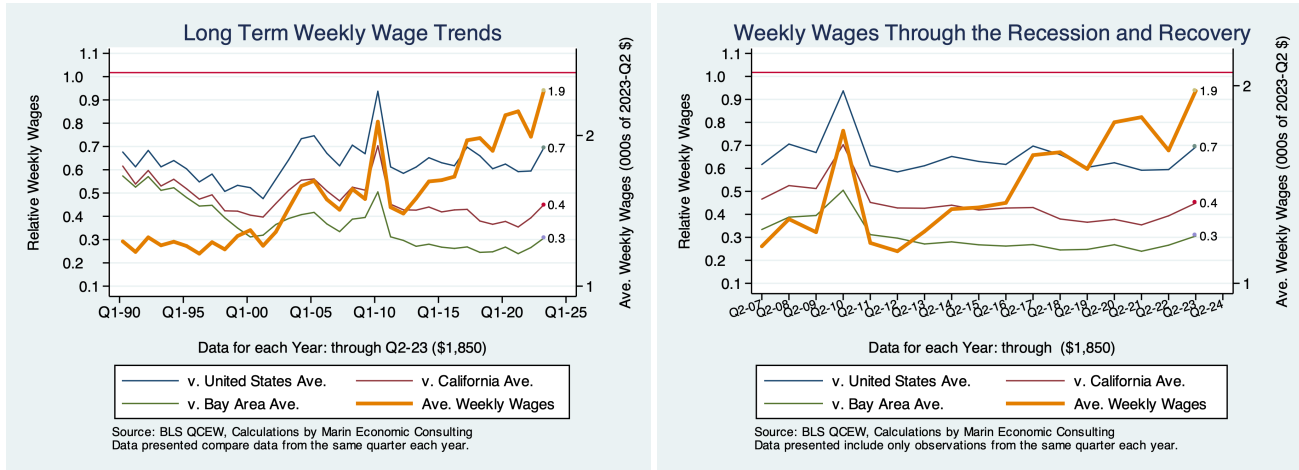 Long Term Weekly Wage Trends
Relative Weekly Wages
1.1
1.0
0.9
0.8
0.7
0.6
0.5
0.4
0.3
0.2
0.1
1.9
0.7
0.4
0.3
2
1
Ave. Weekly Wages (000s of 2023-Q2 $)
Q1-90
Q1-95
Q1-00
Q1-05
Q1-10
Q1-15
Q1-20
Q1-25
Data for each Year: through Q2-23 ($1,850)
v. United States Ave.
v. California Ave.
v. Bay Area Ave.
Ave. Weekly Wages
Source: BLS QCEW, Calculations by Marin Economic Consulting
Data presented compare data from the same quarter each year.
Weekly Wages Through the Recession and Recovery
Relative Weekly Wages
1.1
1.0
0.9
0.8
0.7
0.6
0.5
0.4
0.3
0.2
0.1
1.9
0.7
0.4
0.3
2
1
Ave. Weekly Wages (000s of 2023-Q2 $)
Q2-07
Q2-08
Q2-09
Q2-10
Q2-11
Q2-12
Q2-13
Q2-14
Q2-15
Q2-16
Q2-17
Q2-18
Q2-19
Q2-20
Q2-21
Q2-22
Q2-23
Q2-24
Data for each Year: through ($1,850)
v. United States Ave.
v. California Ave.
v. Bay Area Ave.
Ave. Weekly Wages
Source: BLS QCEW, Calculations by Marin Economic Consulting
Data presented include only observations from the same quarter each year.